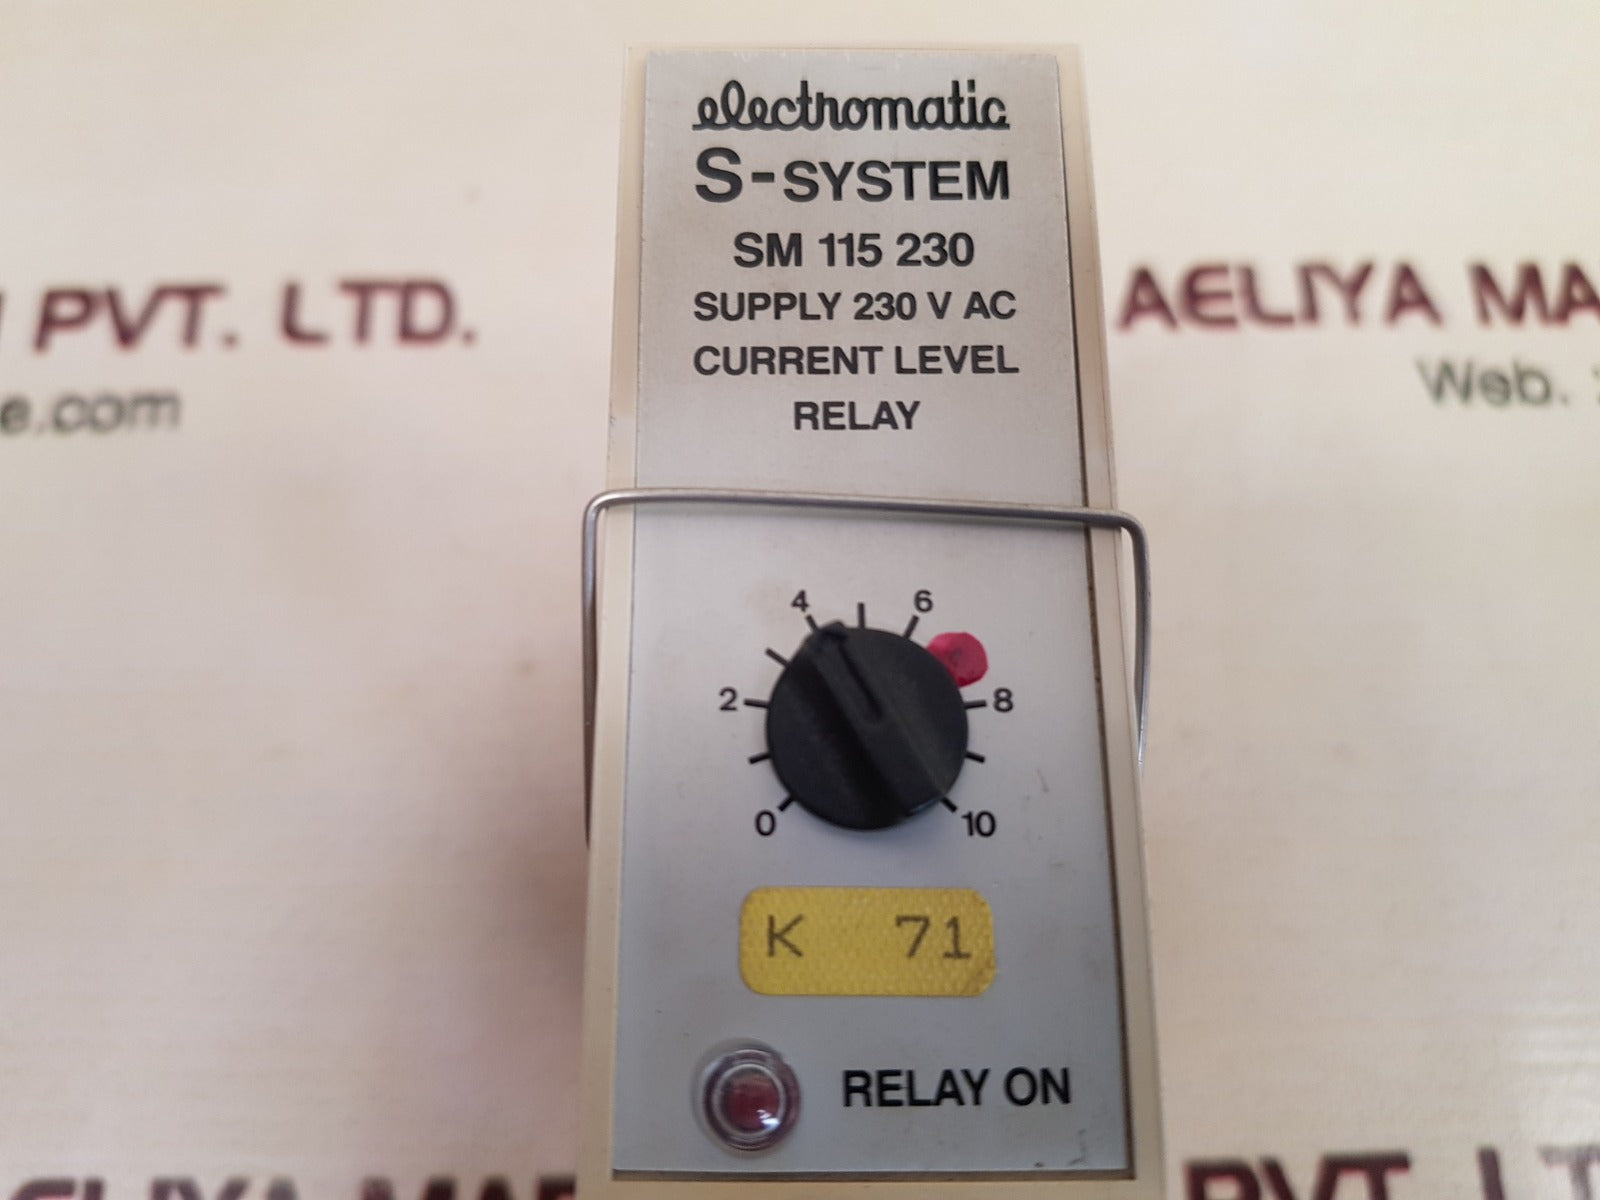 electromatic
S-SYSTEM
SM 115 230
SUPPLY 230 V AC
CURRENT LEVEL
RELAY
PVT. LTD.
e.com
AELIYA MA
Web.
4 6
2 8
0 10
K 71
RELAY ON
PVT.